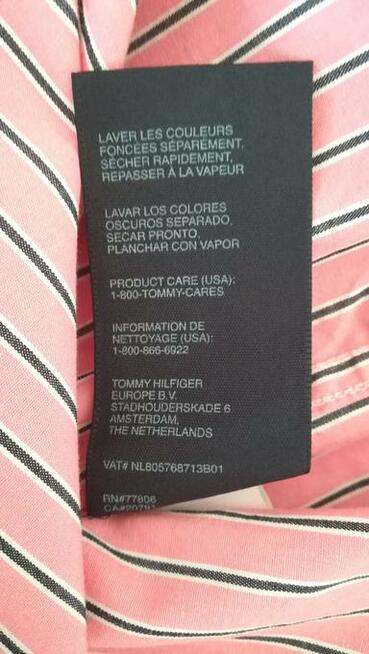 LAVER LES COULEURS
FONCÉES SÉPARÉMENT,
SÉCHER RAPIDEMENT,
REPASSER À LA VAPEUR
LAVAR LOS COLORES
OSCUROS SEPARADO,
SECAR PRONTO,
PLANCHAR CON VAPOR
PRODUCT CARE (USA):
1-800-TOMMY-CARES
INFORMATION DE
NETTOYAGE (USA):
1-800-866-6922
TOMMY HILFIGER
EUROPE B.V.
STADHOUDERSKADE 6
AMSTERDAM,
THE NETHERLANDS
VAT# NL805768713B01
RN#77806
CA#20781